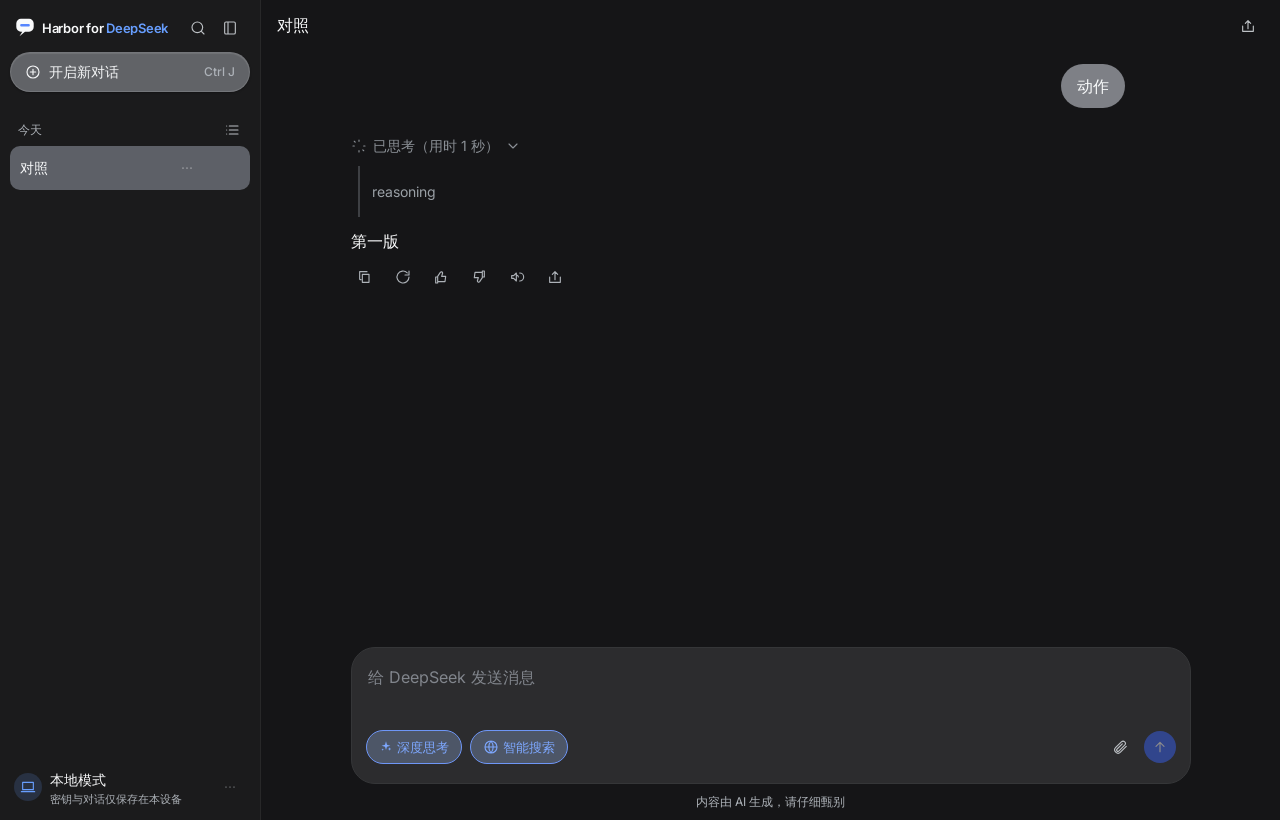 Harbor for DeepSeek
开启新对话 Ctrl J
今天
对照
本地模式
密钥与对话仅保存在本设备
对照
动作
已思考（用时 1 秒）
reasoning
第一版
给 DeepSeek 发送消息
深度思考 智能搜索
内容由 AI 生成，请仔细甄别